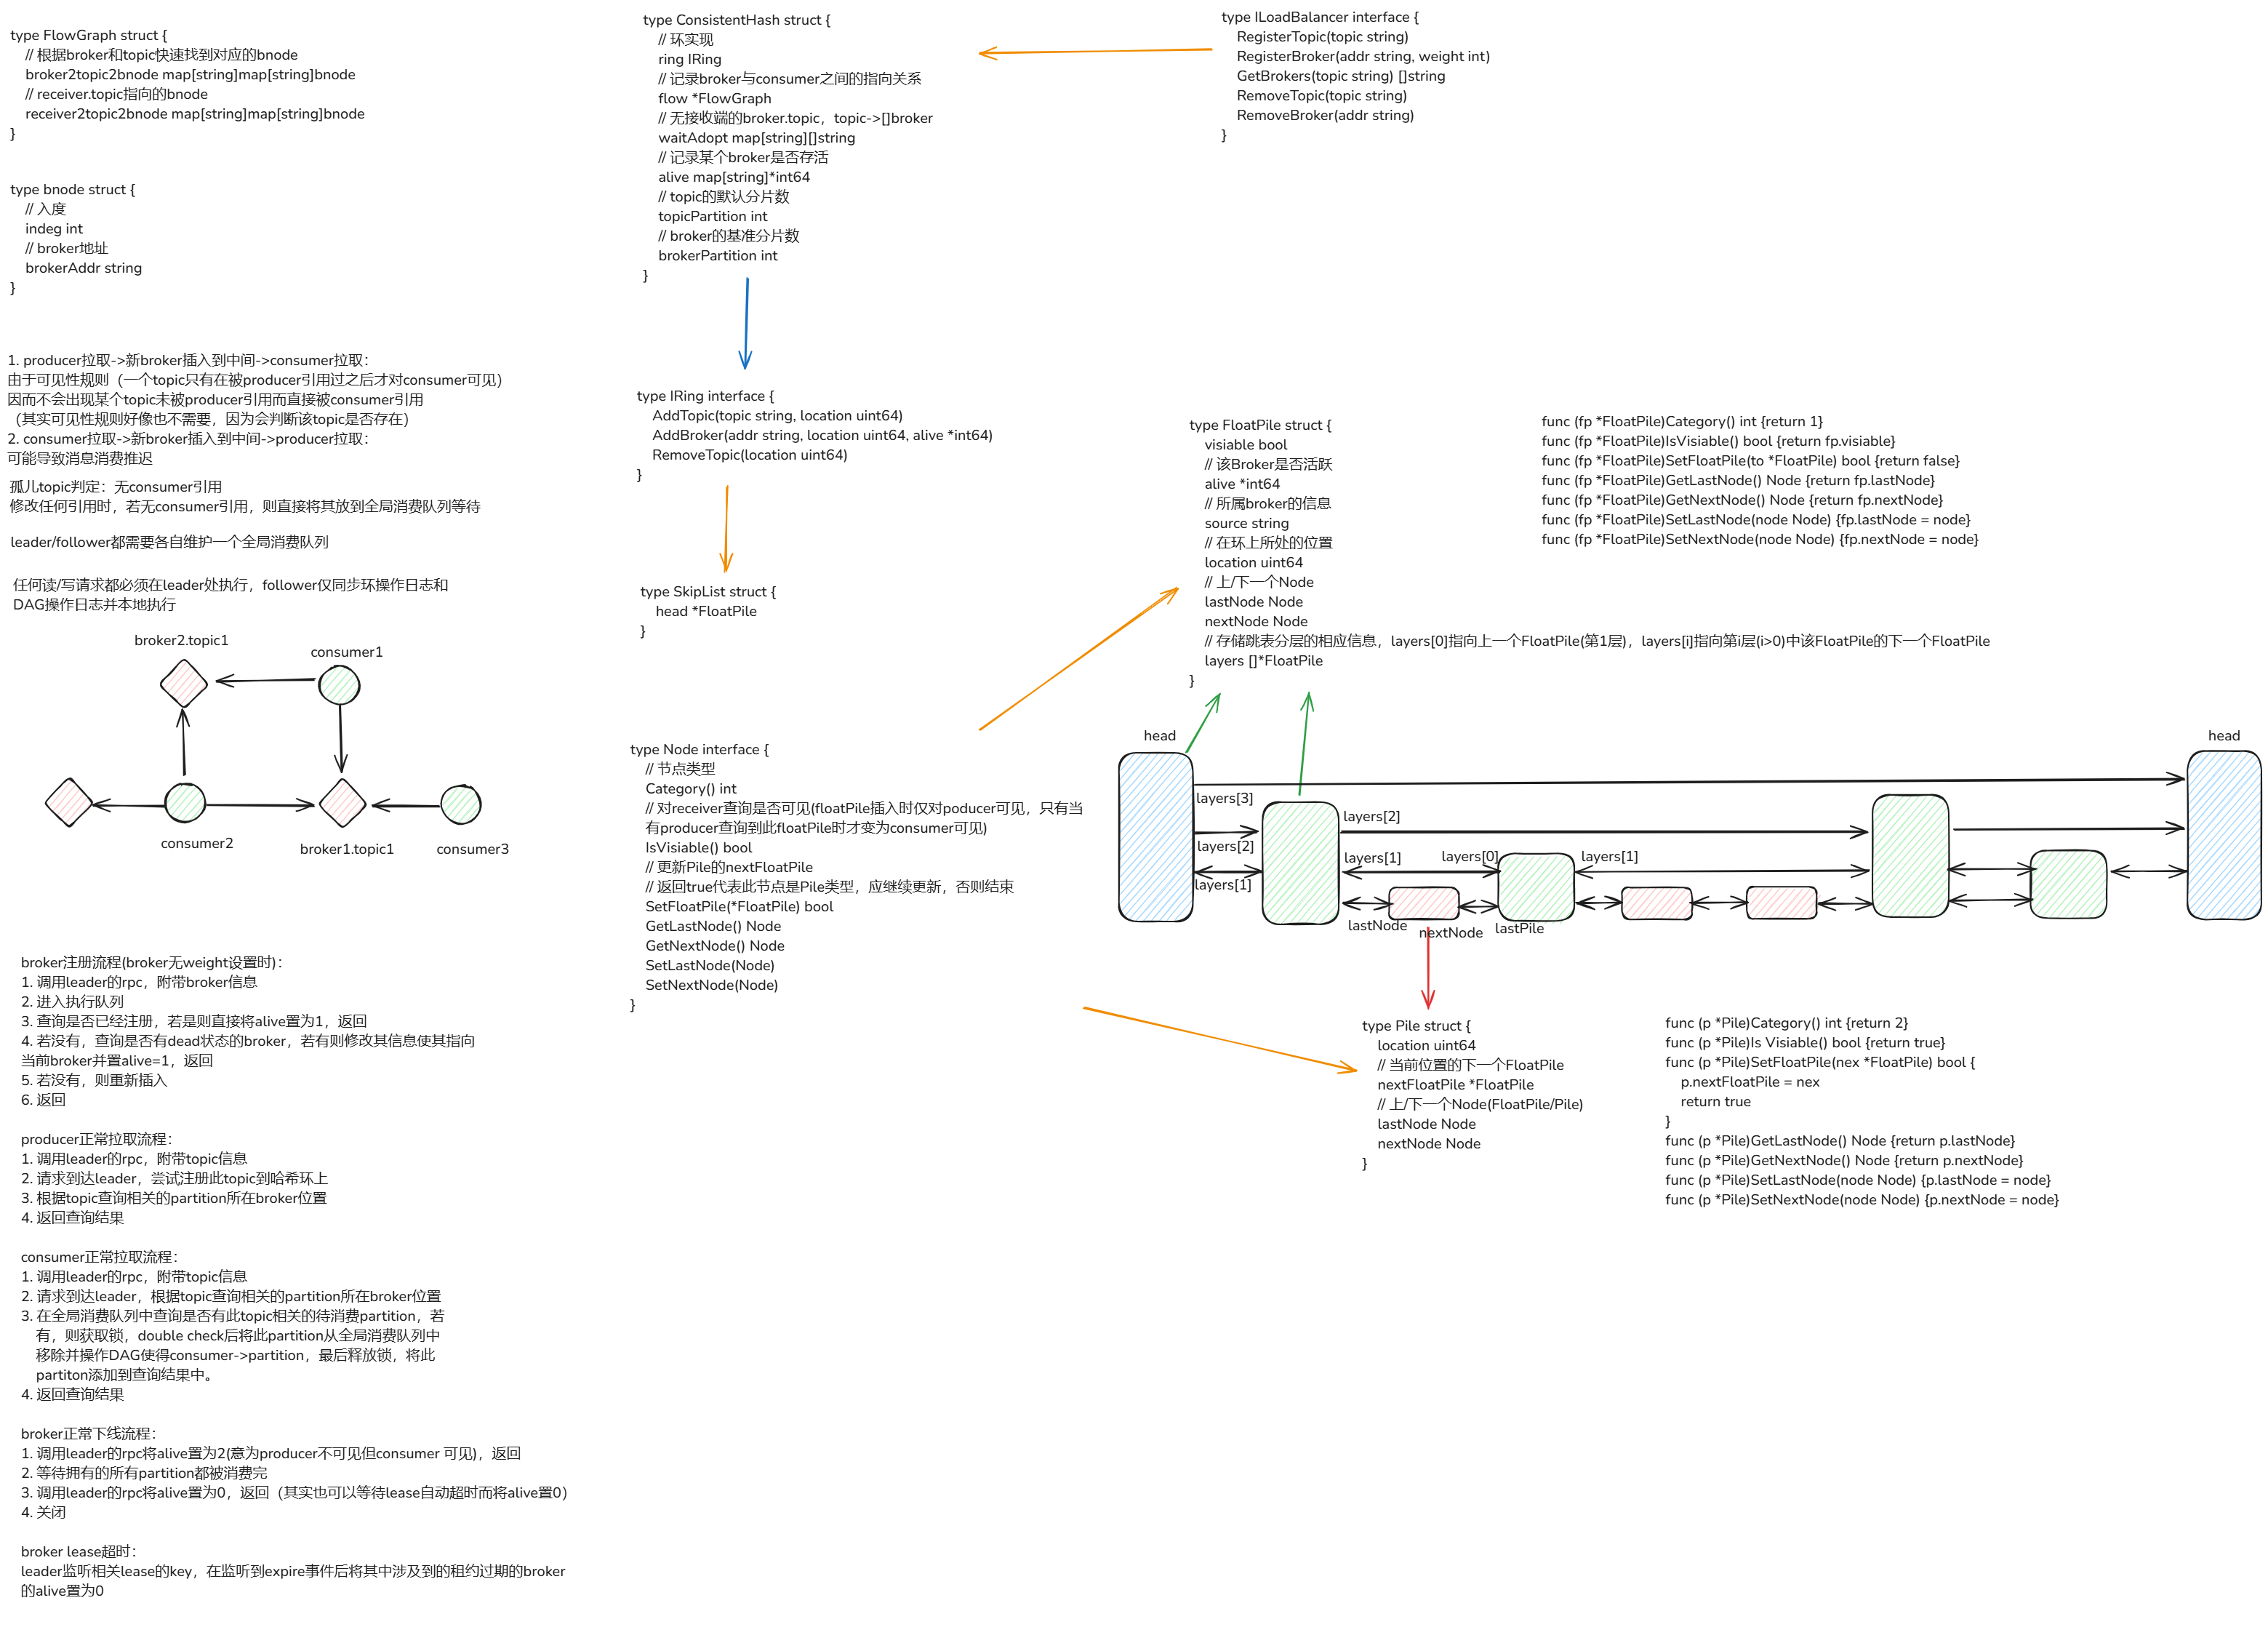 type FlowGraph struct {
// 根据broker和topic快速找到对应的bnode
broker2topic2bnode map[string]map[string]bnode
// receiver.topic指向的bnode
receiver2topic2bnode map[string]map[string]bnode
}
type bnode struct {
// 入度
indeg int
// broker地址
brokerAddr string
}
1. producer拉取->新broker插入到中间->consumer拉取：
由于可见性规则（一个topic只有在被producer引用过之后才对consumer可见）
因而不会出现某个topic未被producer引用而直接被consumer引用
（其实可见性规则好像也不需要，因为会判断该topic是否存在）
2. consumer拉取->新broker插入到中间->producer拉取：
可能导致消息消费推迟
孤儿topic判定：无consumer引用
修改任何引用时，若无consumer引用，则直接将其放到全局消费队列等待
leader/follower都需要各自维护一个全局消费队列
任何读/写请求都必须在leader处执行，follower仅同步环操作日志和
DAG操作日志并本地执行
broker2.topic1
consumer1
consumer2
broker1.topic1
consumer3
broker注册流程(broker无weight设置时)：
1. 调用leader的rpc，附带broker信息
2. 进入执行队列
3. 查询是否已经注册，若是则直接将alive置为1，返回
4. 若没有，查询是否有dead状态的broker，若有则修改其信息使其指向
当前broker并置alive=1，返回
5. 若没有，则重新插入
6. 返回
producer正常拉取流程：
1. 调用leader的rpc，附带topic信息
2. 请求到达leader，尝试注册此topic到哈希环上
3. 根据topic查询相关的partition所在broker位置
4. 返回查询结果
consumer正常拉取流程：
1. 调用leader的rpc，附带topic信息
2. 请求到达leader，根据topic查询相关的partition所在broker位置
3. 在全局消费队列中查询是否有此topic相关的待消费partition，若
有，则获取锁，double check后将此partition从全局消费队列中
移除并操作DAG使得consumer->partition，最后释放锁，将此
partiton添加到查询结果中。
4. 返回查询结果
broker正常下线流程：
1. 调用leader的rpc将alive置为2(意为producer不可见但consumer 可见)，返回
2. 等待拥有的所有partition都被消费完
3. 调用leader的rpc将alive置为0，返回（其实也可以等待lease自动超时而将alive置0）
4. 关闭
broker lease超时：
leader监听相关lease的key，在监听到expire事件后将其中涉及到的租约过期的broker
的alive置为0
type ConsistentHash struct {
// 环实现
ring IRing
// 记录broker与consumer之间的指向关系
flow *FlowGraph
// 无接收端的broker.topic，topic->[]broker
waitAdopt map[string][]string
// 记录某个broker是否存活
alive map[string]*int64
// topic的默认分片数
topicPartition int
// broker的基准分片数
brokerPartition int
}
type IRing interface {
AddTopic(topic string, location uint64)
AddBroker(addr string, location uint64, alive *int64)
RemoveTopic(location uint64)
}
type SkipList struct {
head *FloatPile
}
type Node interface {
// 节点类型
Category() int
// 对receiver查询是否可见(floatPile插入时仅对poducer可见，只有当
有producer查询到此floatPile时才变为consumer可见)
IsVisiable() bool
// 更新Pile的nextFloatPile
// 返回true代表此节点是Pile类型，应继续更新，否则结束
SetFloatPile(*FloatPile) bool
GetLastNode() Node
GetNextNode() Node
SetLastNode(Node)
SetNextNode(Node)
}
type ILoadBalancer interface {
RegisterTopic(topic string)
RegisterBroker(addr string, weight int)
GetBrokers(topic string) []string
RemoveTopic(topic string)
RemoveBroker(addr string)
}
type FloatPile struct {
visiable bool
// 该Broker是否活跃
alive *int64
// 所属broker的信息
source string
// 在环上所处的位置
location uint64
// 上/下一个Node
lastNode Node
nextNode Node
// 存储跳表分层的相应信息，layers[0]指向上一个FloatPile(第1层)，layers[i]指向第i层(i>0)中该FloatPile的下一个FloatPile
layers []*FloatPile
}
func (fp *FloatPile)Category() int {return 1}
func (fp *FloatPile)IsVisiable() bool {return fp.visiable}
func (fp *FloatPile)SetFloatPile(to *FloatPile) bool {return false}
func (fp *FloatPile)GetLastNode() Node {return fp.lastNode}
func (fp *FloatPile)GetNextNode() Node {return fp.nextNode}
func (fp *FloatPile)SetLastNode(node Node) {fp.lastNode = node}
func (fp *FloatPile)SetNextNode(node Node) {fp.nextNode = node}
head
head
layers[3]
layers[2]
layers[2]
layers[1]
layers[0]
layers[1]
layers[1]
lastNode
nextNode
lastPile
type Pile struct {
location uint64
// 当前位置的下一个FloatPile
nextFloatPile *FloatPile
// 上/下一个Node(FloatPile/Pile)
lastNode Node
nextNode Node
}
func (p *Pile)Category() int {return 2}
func (p *Pile)Is Visiable() bool {return true}
func (p *Pile)SetFloatPile(nex *FloatPile) bool {
p.nextFloatPile = nex
return true
}
func (p *Pile)GetLastNode() Node {return p.lastNode}
func (p *Pile)GetNextNode() Node {return p.nextNode}
func (p *Pile)SetLastNode(node Node) {p.lastNode = node}
func (p *Pile)SetNextNode(node Node) {p.nextNode = node}